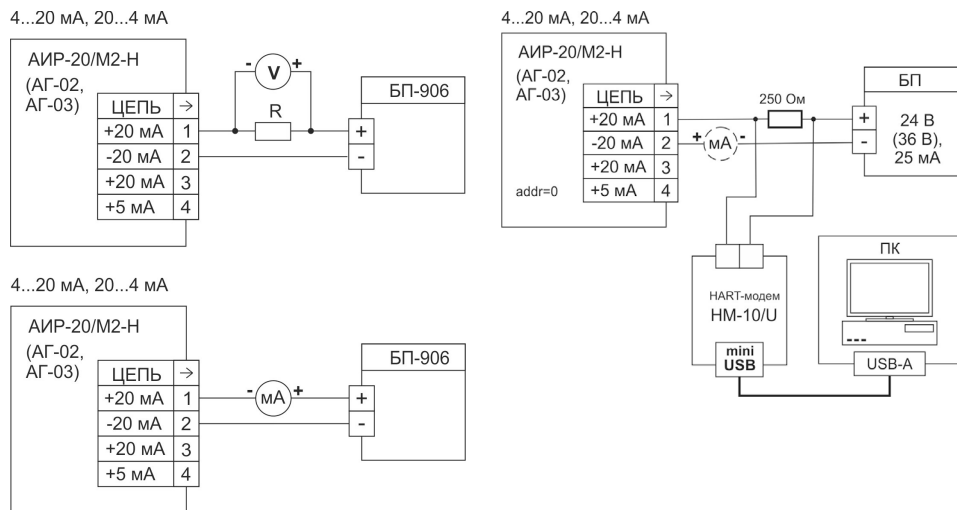 4...20 мА, 20...4 мА
АИР-20/М2-Н
(АГ-02,
АГ-03)
ЦЕПЬ →
+20 мА 1
-20 мА 2
+20 мА 3
+5 мА 4
- V +
R
БП-906
+
-
4...20 мА, 20...4 мА
АИР-20/М2-Н
(АГ-02,
АГ-03)
addr=0
ЦЕПЬ →
+20 мА 1
-20 мА 2
+20 мА 3
+5 мА 4
250 Ом
+ мА -
БП
+
-
24 В
(36 В),
25 мА
HART-модем
НМ-10/U
mini
USB
ПК
USB-A
4...20 мА, 20...4 мА
АИР-20/М2-Н
(АГ-02,
АГ-03)
ЦЕПЬ →
+20 мА 1
-20 мА 2
+20 мА 3
+5 мА 4
- мА +
БП-906
+
-